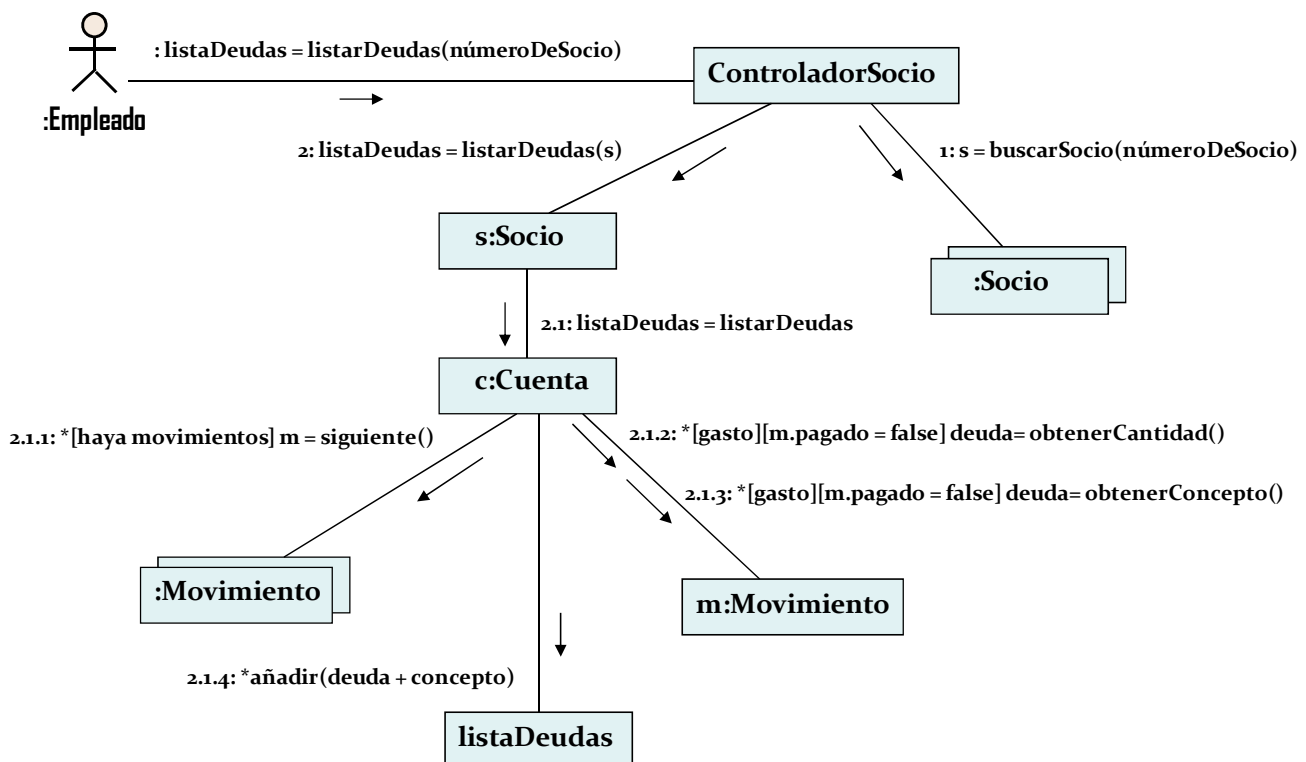 : listaDeudas = listarDeudas(númeroDeSocio)
ControladorSocio
:Empleado
2: listaDeudas = listarDeudas(s)
1: s = buscarSocio(númeroDeSocio)
s:Socio
:Socio
2.1: listaDeudas = listarDeudas
c:Cuenta
2.1.1: *[haya movimientos] m = siguiente()
2.1.2: *[gasto][m.pagado = false] deuda= obtenerCantidad()
2.1.3: *[gasto][m.pagado = false] deuda= obtenerConcepto()
:Movimiento
m:Movimiento
2.1.4: *añadir(deuda + concepto)
listaDeudas